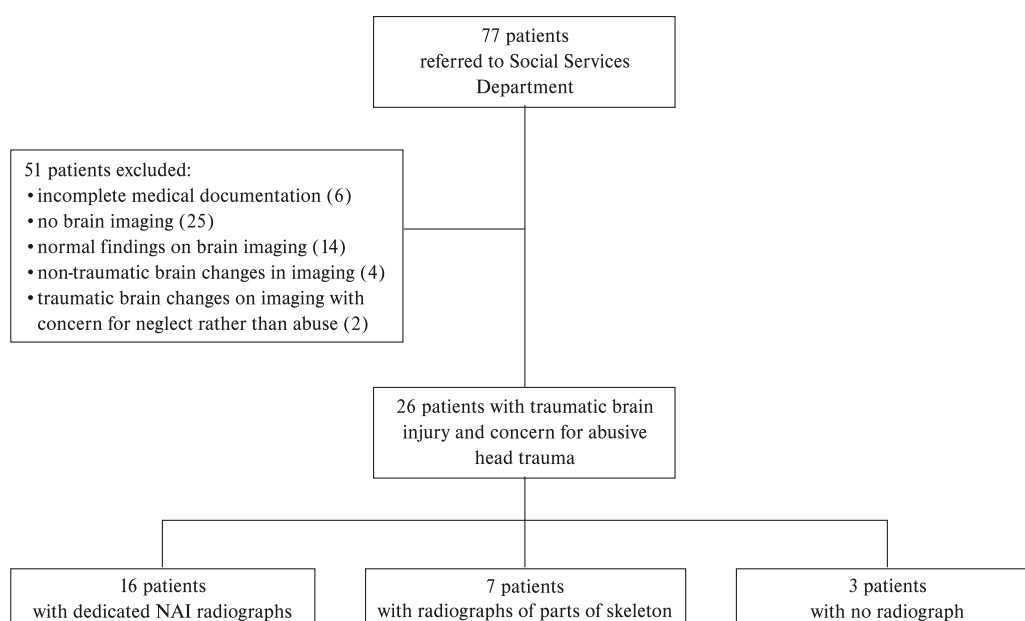 77 patients
referred to Social Services
Department
51 patients excluded:
• incomplete medical documentation (6)
• no brain imaging (25)
• normal findings on brain imaging (14)
• non-traumatic brain changes in imaging (4)
• traumatic brain changes on imaging with
concern for neglect rather than abuse (2)
26 patients with traumatic brain
injury and concern for abusive
head trauma
16 patients
with dedicated NAI radiographs
7 patients
with radiographs of parts of skeleton
3 patients
with no radiograph